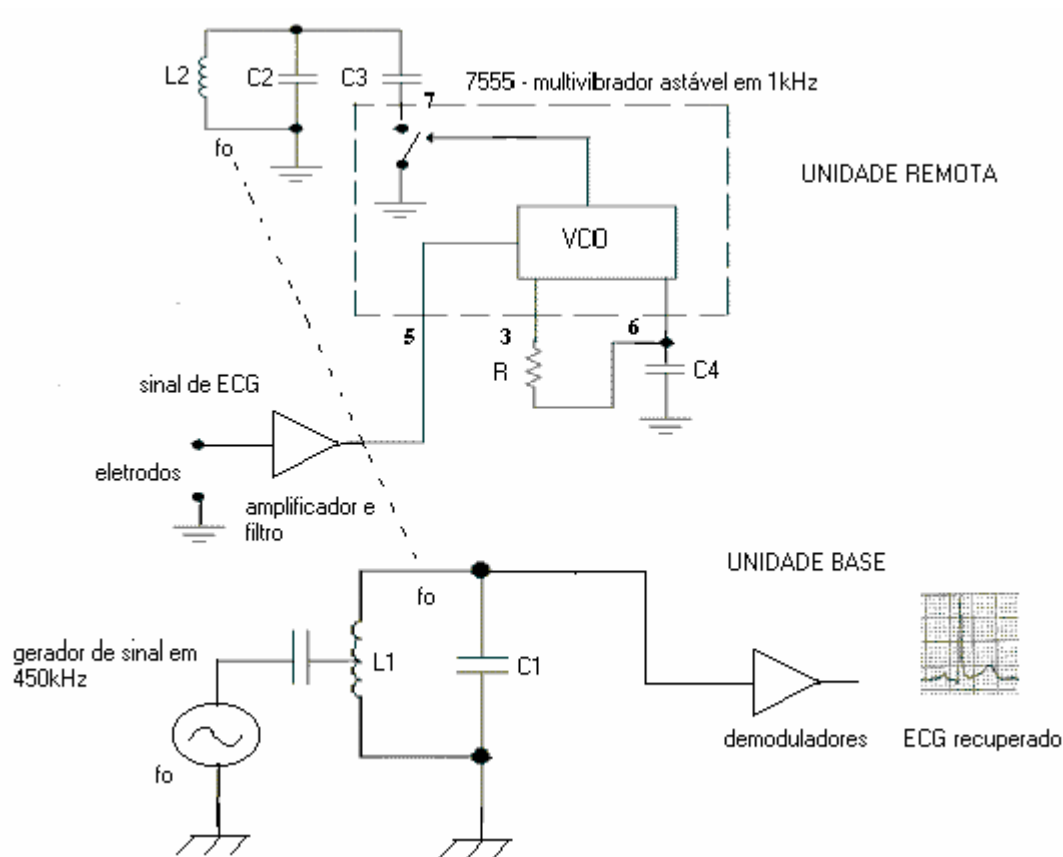 L2
C2
C3
7555 - multivibrador astável em 1kHz
7
fo
UNIDADE REMOTA
VCO
5
3
6
R
C4
sinal de ECG
eletrodos
amplificador e
filtro
UNIDADE BASE
fo
gerador de sinal em
450kHz
L1
C1
fo
demoduladores
ECG recuperado